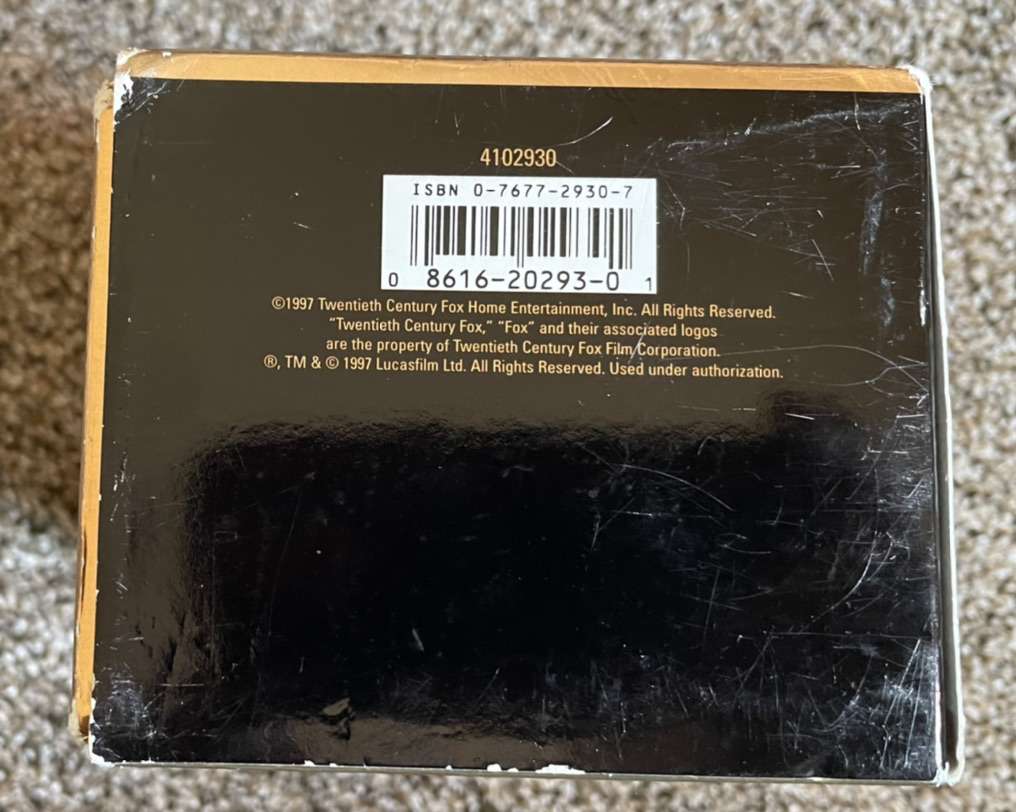 4102930
ISBN 0-7677-2930-7
0 8616-20293-0 1
©1997 Twentieth Century Fox Home Entertainment, Inc. All Rights Reserved.
“Twentieth Century Fox,” “Fox” and their associated logos
are the property of Twentieth Century Fox Film Corporation.
®, TM & © 1997 Lucasfilm Ltd. All Rights Reserved. Used under authorization.